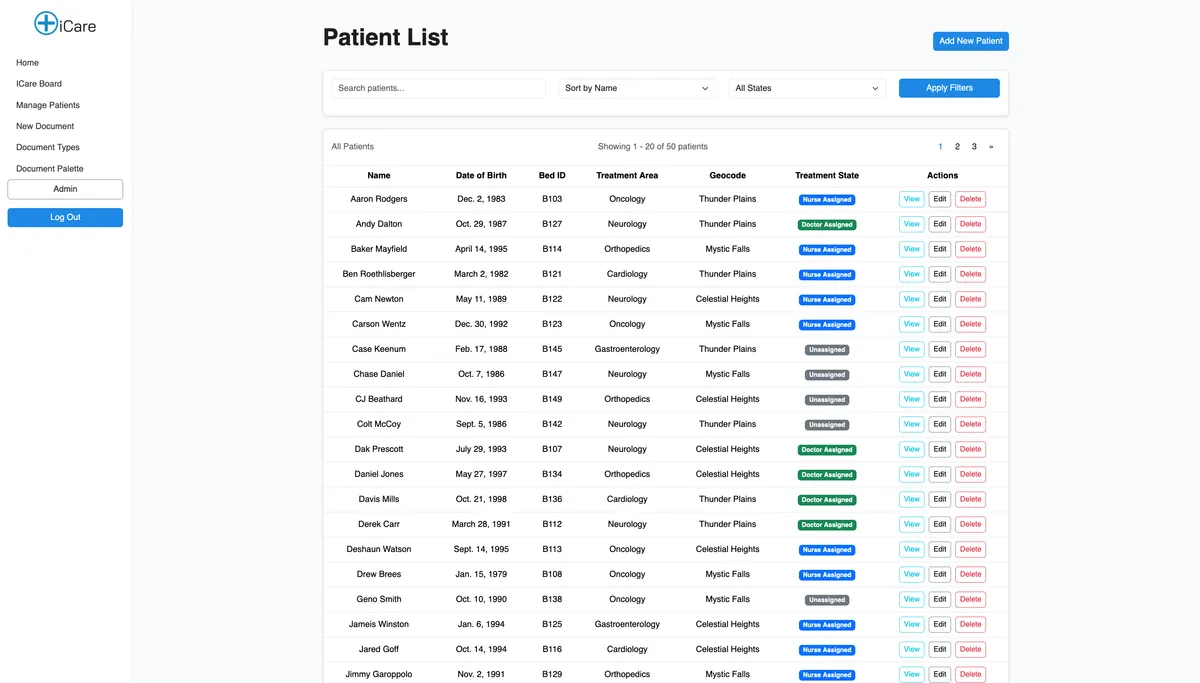 iCare
Home
ICare Board
Manage Patients
New Document
Document Types
Document Palette
Admin
Log Out
Patient List
Add New Patient
Search patients... Sort by Name All States Apply Filters
All Patients Showing 1 - 20 of 50 patients 1 2 3 »
Name Date of Birth Bed ID Treatment Area Geocode Treatment State Actions
Aaron Rodgers Dec. 2, 1983 B103 Oncology Thunder Plains Nurse Assigned View Edit Delete
Andy Dalton Oct. 29, 1987 B127 Neurology Thunder Plains Doctor Assigned View Edit Delete
Baker Mayfield April 14, 1995 B114 Orthopedics Mystic Falls Nurse Assigned View Edit Delete
Ben Roethlisberger March 2, 1982 B121 Cardiology Thunder Plains Nurse Assigned View Edit Delete
Cam Newton May 11, 1989 B122 Neurology Celestial Heights Nurse Assigned View Edit Delete
Carson Wentz Dec. 30, 1992 B123 Oncology Mystic Falls Nurse Assigned View Edit Delete
Case Keenum Feb. 17, 1988 B145 Gastroenterology Thunder Plains Unassigned View Edit Delete
Chase Daniel Oct. 7, 1986 B147 Neurology Mystic Falls Unassigned View Edit Delete
CJ Beathard Nov. 16, 1993 B149 Orthopedics Celestial Heights Unassigned View Edit Delete
Colt McCoy Sept. 5, 1986 B142 Neurology Thunder Plains Unassigned View Edit Delete
Dak Prescott July 29, 1993 B107 Neurology Celestial Heights Doctor Assigned View Edit Delete
Daniel Jones May 27, 1997 B134 Orthopedics Celestial Heights Doctor Assigned View Edit Delete
Davis Mills Oct. 21, 1998 B136 Cardiology Thunder Plains Doctor Assigned View Edit Delete
Derek Carr March 28, 1991 B112 Neurology Thunder Plains Doctor Assigned View Edit Delete
Deshaun Watson Sept. 14, 1995 B113 Oncology Celestial Heights Nurse Assigned View Edit Delete
Drew Brees Jan. 15, 1979 B108 Oncology Mystic Falls Nurse Assigned View Edit Delete
Geno Smith Oct. 10, 1990 B138 Oncology Mystic Falls Unassigned View Edit Delete
Jameis Winston Jan. 6, 1994 B125 Gastroenterology Celestial Heights Nurse Assigned View Edit Delete
Jared Goff Oct. 14, 1994 B116 Cardiology Celestial Heights Nurse Assigned View Edit Delete
Jimmy Garoppolo Nov. 2, 1991 B129 Orthopedics Mystic Falls Nurse Assigned View Edit Delete